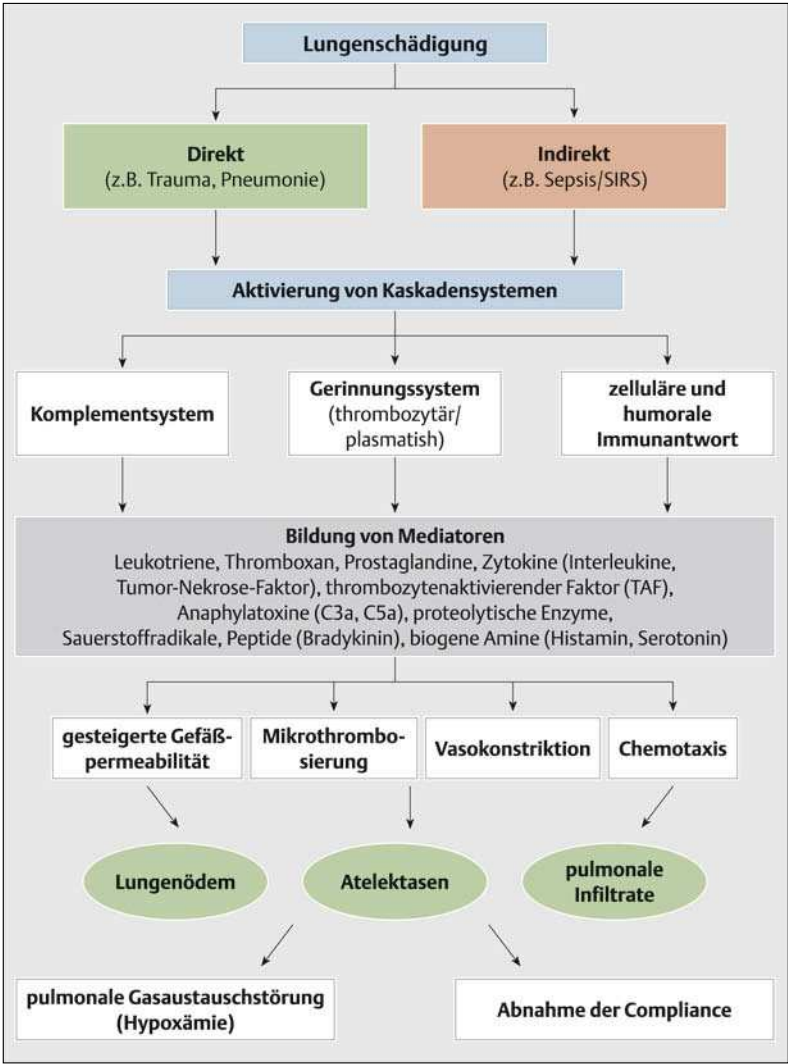 Lungenschädigung
Direkt
(z.B. Trauma, Pneumonie)
Indirekt
(z.B. Sepsis/SIRS)
Aktivierung von Kaskadensystemen
Komplementsystem
Gerinnungssystem
(thrombozytär/
plasmatish)
zelluläre und
humorale
Immunantwort
Bildung von Mediatoren
Leukotriene, Thromboxan, Prostaglandine, Zytokine (Interleukine,
Tumor-Nekrose-Faktor), thrombozytenaktivierender Faktor (TAF),
Anaphylatoxine (C3a, C5a), proteolytische Enzyme,
Sauerstoffradikale, Peptide (Bradykinin), biogene Amine (Histamin, Serotonin)
gesteigerte Gefäß-
permeabilität
Mikrothrombo-
sierung
Vasokonstriktion
Chemotaxis
Lungenödem
Atelektasen
pulmonale
Infiltrate
pulmonale Gasaustauschstörung
(Hypoxämie)
Abnahme der Compliance